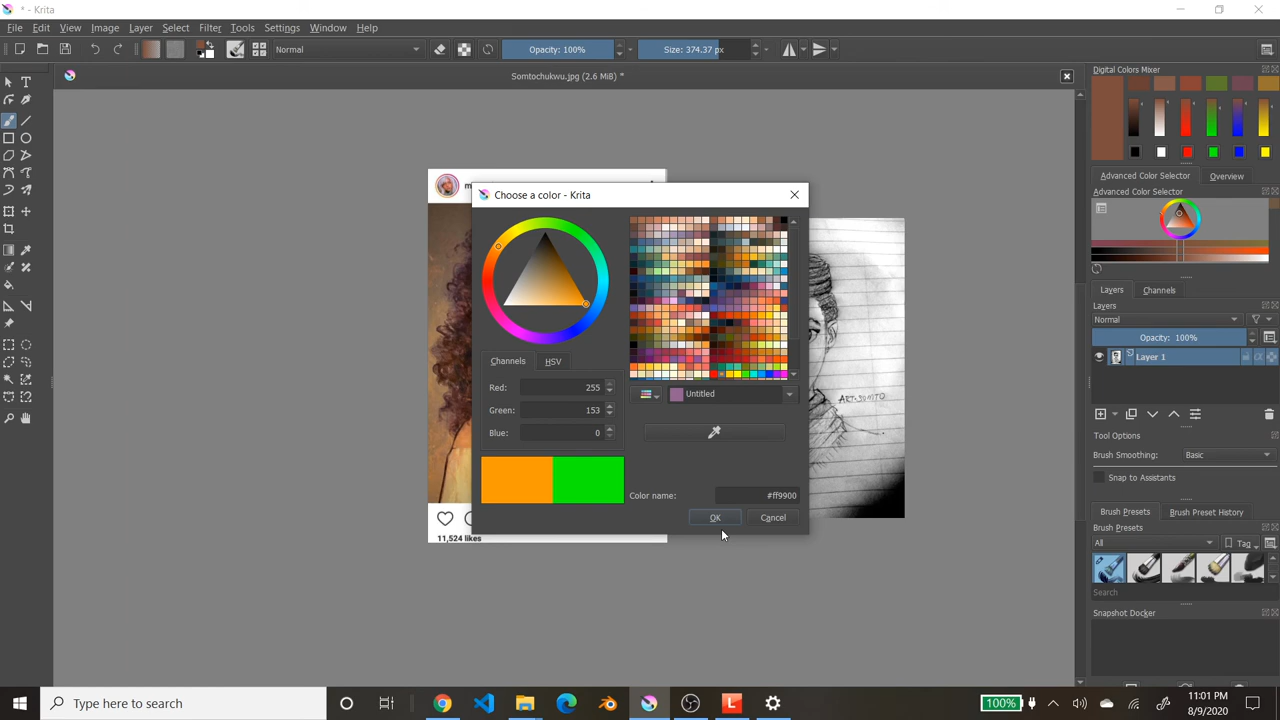 * - Krita
File Edit View Image Layer Select Filter Tools Settings Window Help
Normal Opacity: 100% Size: 374.37 px
Somtochukwu.jpg (2.6 MiB) *
Choose a color - Krita
Channels HSV
Red: 255
Green: 153
Blue: 0
Untitled
Color name: #ff9900
OK Cancel
11,524 likes
ART·SOMTO
Digital Colors Mixer
Advanced Color Selector Overview
Advanced Color Selector
Layers Channels
Layers
Normal
Opacity: 100%
Layer 1
Tool Options
Brush Smoothing: Basic
Snap to Assistants
Brush Presets Brush Preset History
Brush Presets
All Tag
Search
Snapshot Docker
Type here to search
100%
11:01 PM
8/9/2020